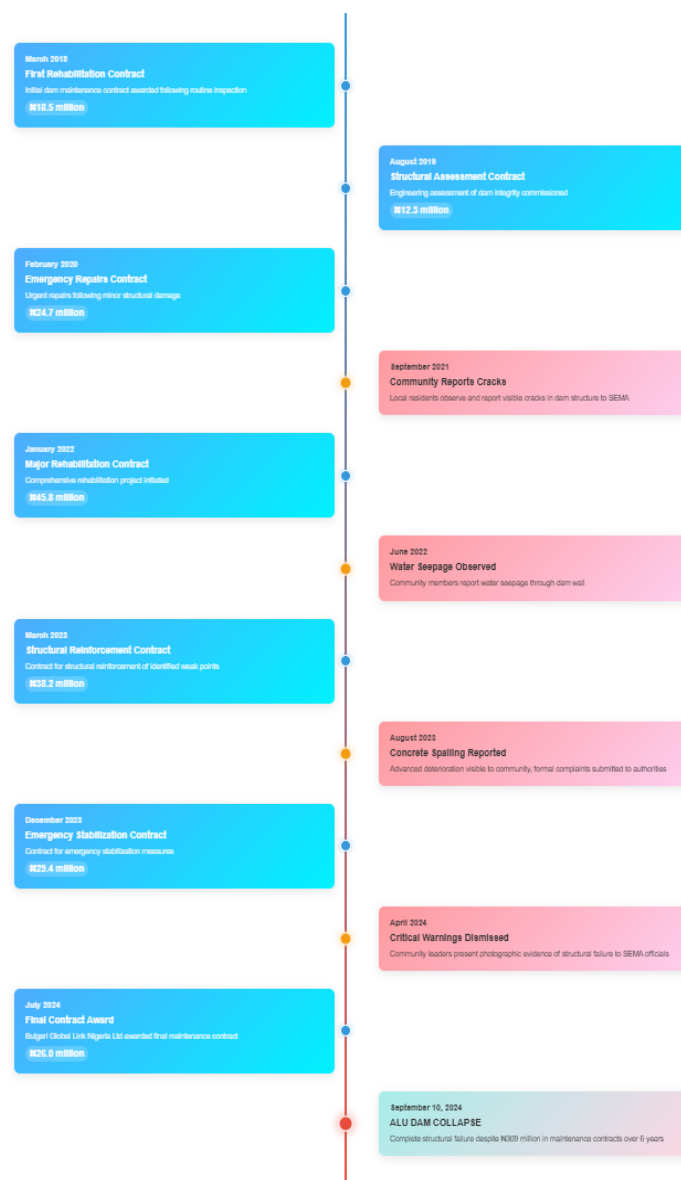 March 2018
First Rehabilitation Contract
Initial dam maintenance contract awarded following routine inspection
₦18.5 million
August 2019
Structural Assessment Contract
Engineering assessment of dam integrity commissioned
₦12.3 million
February 2020
Emergency Repairs Contract
Urgent repairs following minor structural damage
₦24.7 million
September 2021
Community Reports Cracks
Local residents observe and report visible cracks in dam structure to SEMA
January 2022
Major Rehabilitation Contract
Comprehensive rehabilitation project initiated
₦45.8 million
June 2022
Water Seepage Observed
Community members report water seepage through dam wall
March 2023
Structural Reinforcement Contract
Contract for structural reinforcement of identified weak points
₦38.2 million
August 2023
Concrete Spalling Reported
Advanced deterioration visible to community, formal complaints submitted to authorities
December 2023
Emergency Stabilization Contract
Contract for emergency stabilization measures
₦29.4 million
April 2024
Critical Warnings Dismissed
Community leaders present photographic evidence of structural failure to SEMA officials
July 2024
Final Contract Award
Bulgari Global Link Nigeria Ltd awarded final maintenance contract
₦26.0 million
September 10, 2024
ALU DAM COLLAPSE
Complete structural failure despite ₦309 million in maintenance contracts over 6 years